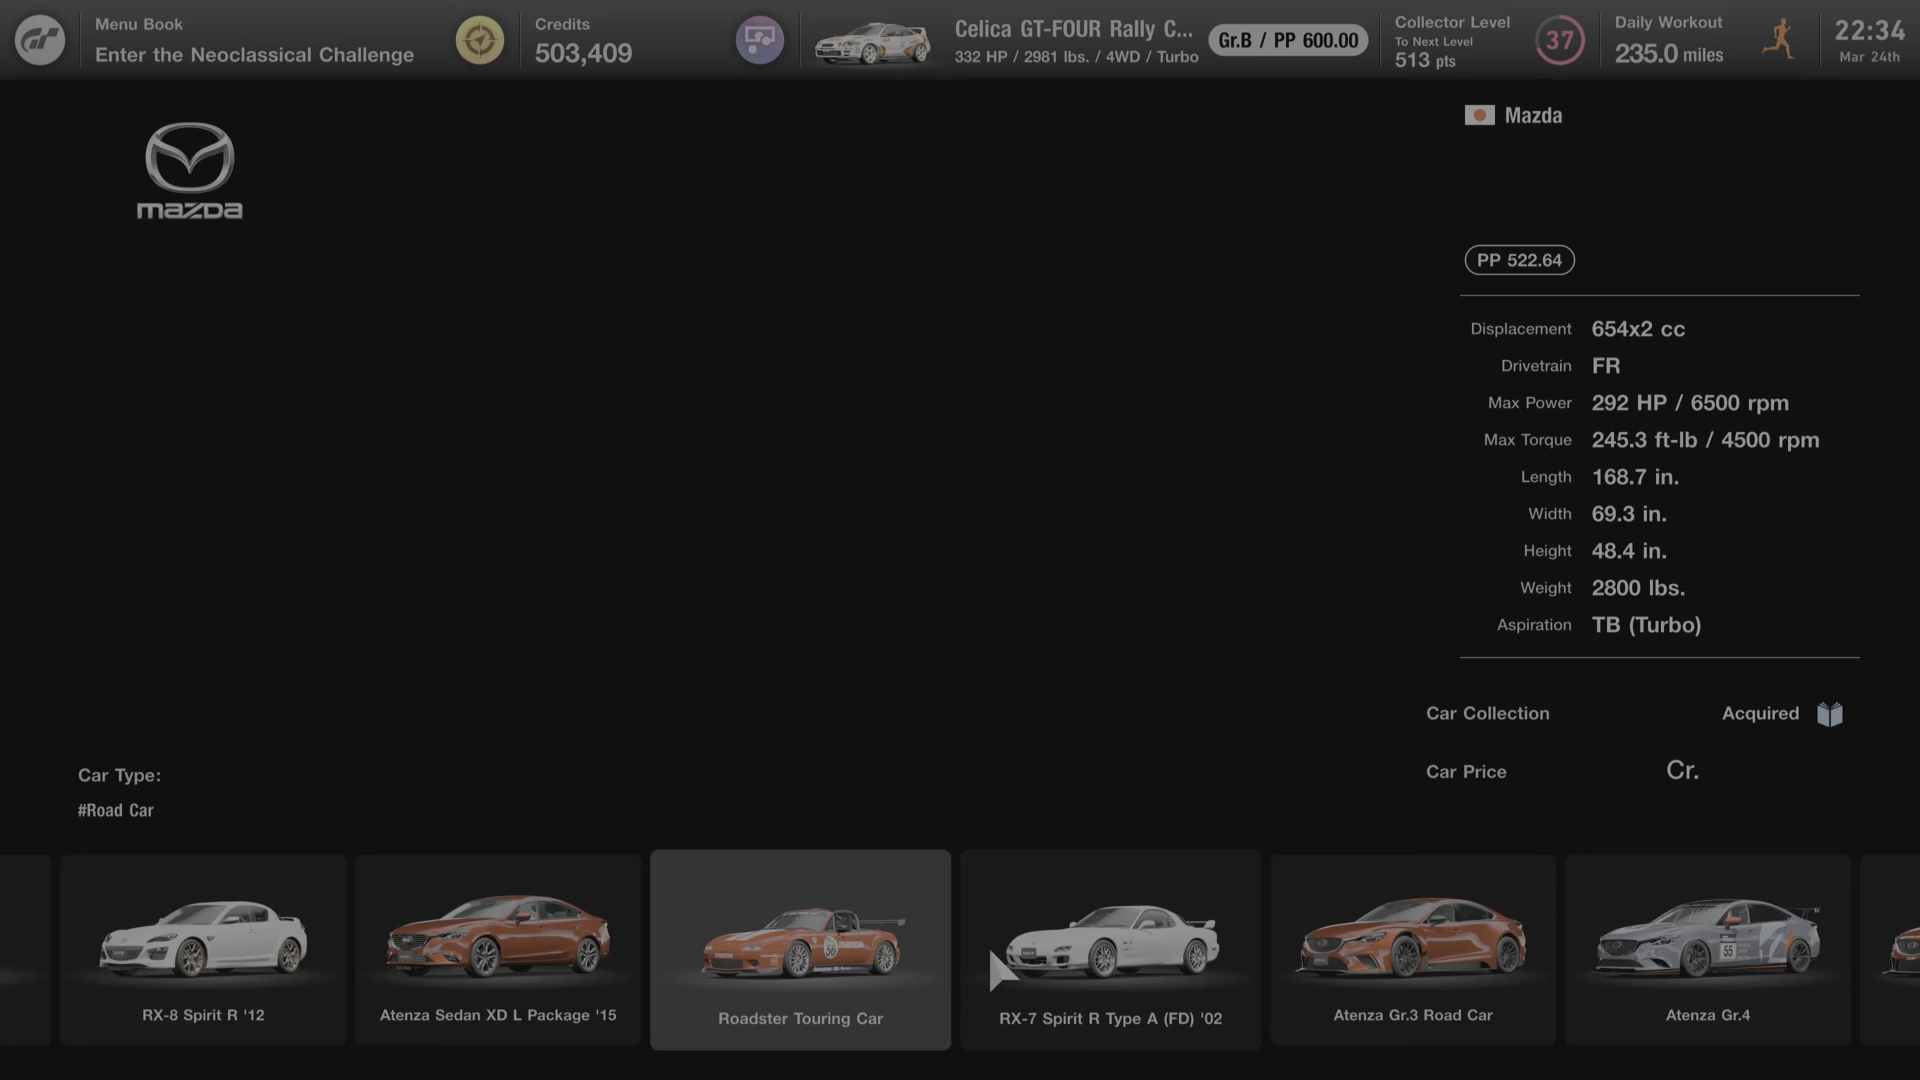 Menu Book
Enter the Neoclassical Challenge
Credits
503,409
Celica GT-FOUR Rally C...
332 HP / 2981 lbs. / 4WD / Turbo
Gr.B / PP 600.00
Collector Level
To Next Level
513 pts
37
Daily Workout
235.0 miles
22:34
Mar 24th
mazda
Mazda
PP 522.64
Displacement 654x2 cc
Drivetrain FR
Max Power 292 HP / 6500 rpm
Max Torque 245.3 ft-lb / 4500 rpm
Length 168.7 in.
Width 69.3 in.
Height 48.4 in.
Weight 2800 lbs.
Aspiration TB (Turbo)
Car Collection Acquired
Car Price Cr.
Car Type:
#Road Car
56
mazda
55
RX-8 Spirit R '12
Atenza Sedan XD L Package '15
Roadster Touring Car
RX-7 Spirit R Type A (FD) '02
Atenza Gr.3 Road Car
Atenza Gr.4